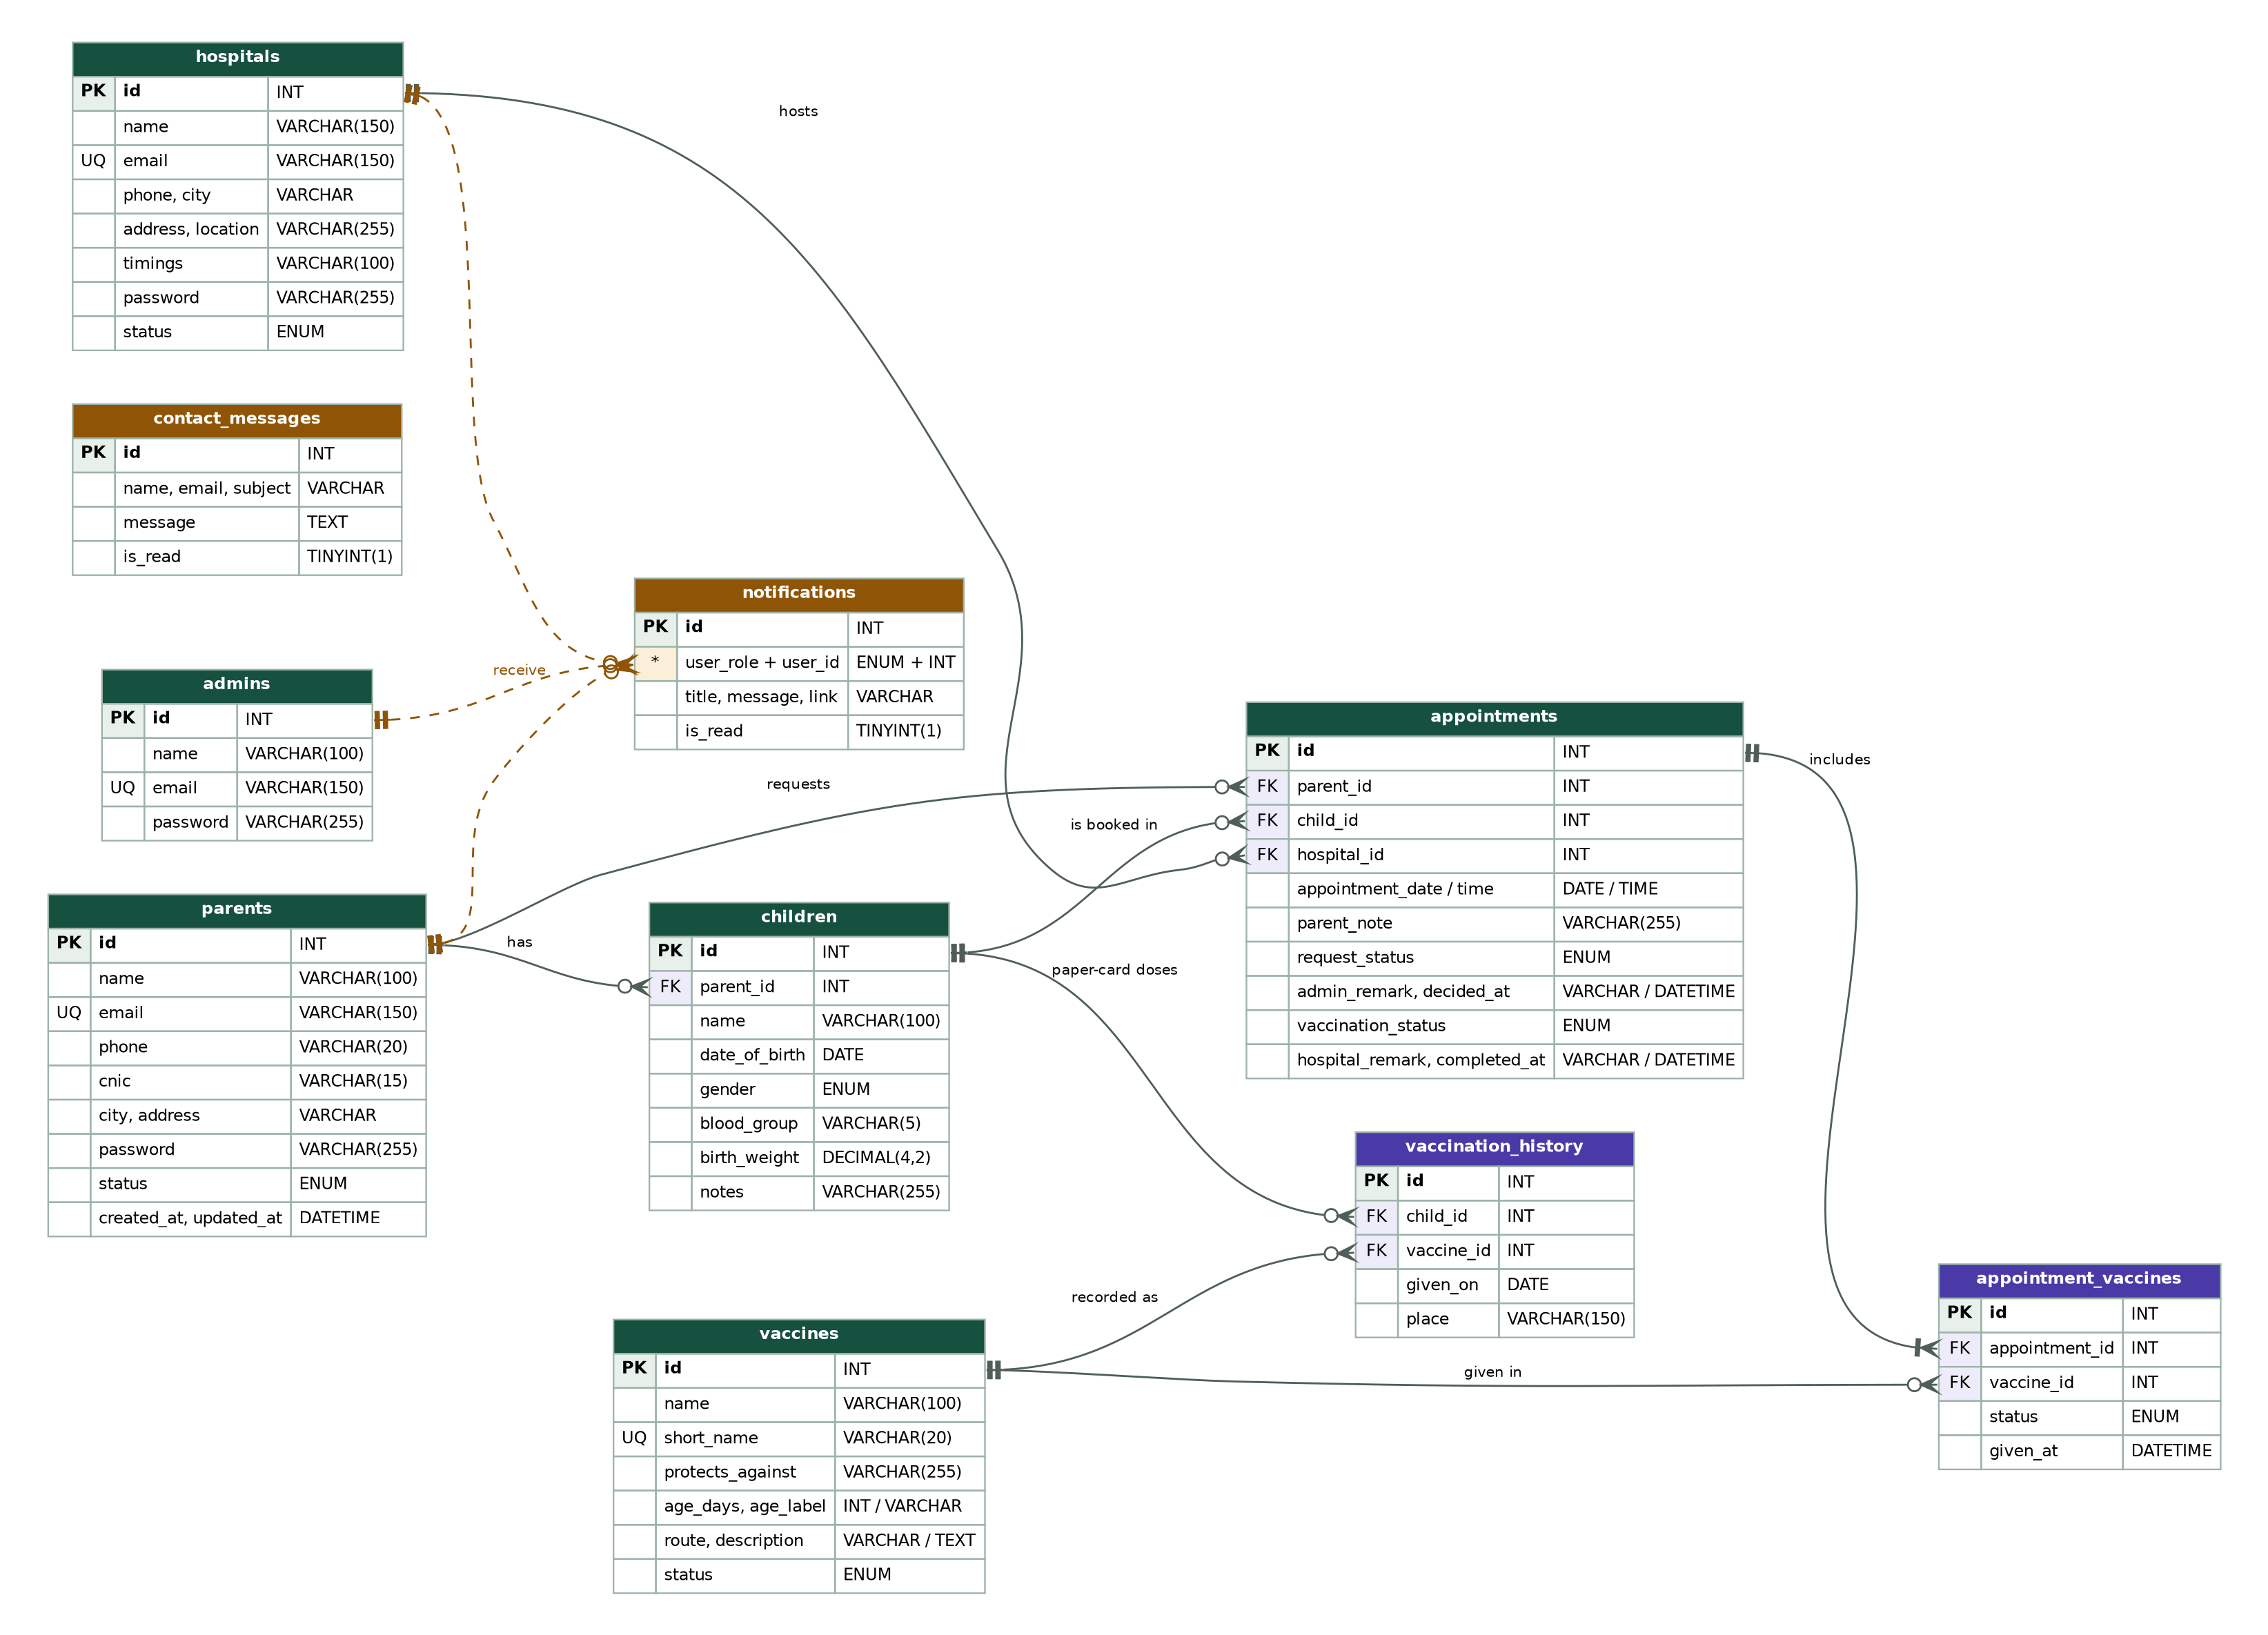 hospitals
PK id INT
name VARCHAR(150)
UQ email VARCHAR(150)
phone, city VARCHAR
address, location VARCHAR(255)
timings VARCHAR(100)
password VARCHAR(255)
status ENUM
hosts
contact_messages
PK id INT
name, email, subject VARCHAR
message TEXT
is_read TINYINT(1)
notifications
PK id INT
* user_role + user_id ENUM + INT
title, message, link VARCHAR
is_read TINYINT(1)
receive
admins
PK id INT
name VARCHAR(100)
UQ email VARCHAR(150)
password VARCHAR(255)
requests
is booked in
appointments
PK id INT
FK parent_id INT
FK child_id INT
FK hospital_id INT
appointment_date / time DATE / TIME
parent_note VARCHAR(255)
request_status ENUM
admin_remark, decided_at VARCHAR / DATETIME
vaccination_status ENUM
hospital_remark, completed_at VARCHAR / DATETIME
includes
parents
PK id INT
name VARCHAR(100)
UQ email VARCHAR(150)
phone VARCHAR(20)
cnic VARCHAR(15)
city, address VARCHAR
password VARCHAR(255)
status ENUM
created_at, updated_at DATETIME
has
children
PK id INT
FK parent_id INT
name VARCHAR(100)
date_of_birth DATE
gender ENUM
blood_group VARCHAR(5)
birth_weight DECIMAL(4,2)
notes VARCHAR(255)
paper-card doses
vaccination_history
PK id INT
FK child_id INT
FK vaccine_id INT
given_on DATE
place VARCHAR(150)
recorded as
given in
vaccines
PK id INT
name VARCHAR(100)
UQ short_name VARCHAR(20)
protects_against VARCHAR(255)
age_days, age_label INT / VARCHAR
route, description VARCHAR / TEXT
status ENUM
appointment_vaccines
PK id INT
FK appointment_id INT
FK vaccine_id INT
status ENUM
given_at DATETIME